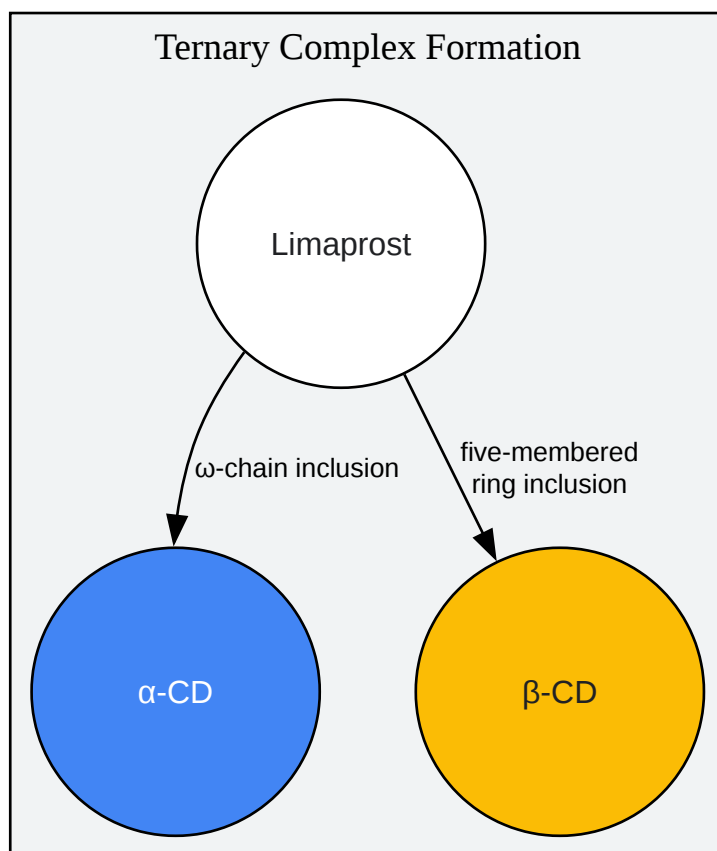 Ternary Complex Formation
Limaprost
ω-chain inclusion
five-membered
ring inclusion
α-CD
β-CD